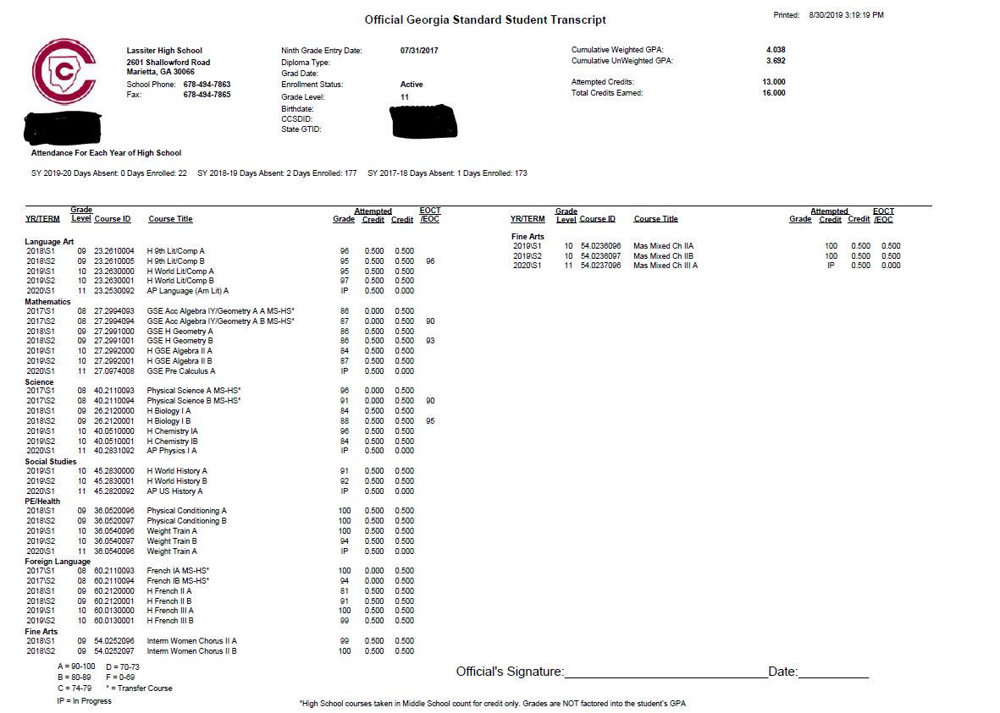 Official Georgia Standard Student Transcript
Printed: 8/30/2019 3:19:19 PM
C
Lassiter High School
2601 Shallowford Road
Marietta, GA 30066
School Phone: 678-494-7863
Fax: 678-494-7865
Ninth Grade Entry Date: 07/31/2017
Diploma Type:
Grad Date:
Enrollment Status: Active
Grade Level: 11
Birthdate:
CCSDID:
State GTID:
Cumulative Weighted GPA: 4.038
Cumulative UnWeighted GPA: 3.692
Attempted Credits: 13.000
Total Credits Earned: 16.000
Attendance For Each Year of High School
SY 2019-20 Days Absent: 0 Days Enrolled: 22 SY 2018-19 Days Absent: 2 Days Enrolled: 177 SY 2017-18 Days Absent: 1 Days Enrolled: 173
YR/TERM Grade Level Course ID Course Title Grade Attempted Credit Credit EOCT /EOC
Language Art
2018\S1 09 23.2610004 H 9th Lit/Comp A 96 0.500 0.500
2018\S2 09 23.2610005 H 9th Lit/Comp B 95 0.500 0.500 96
2019\S1 10 23.2630000 H World Lit/Comp A 95 0.500 0.500
2019\S2 10 23.2630001 H World Lit/Comp B 97 0.500 0.500
2020\S1 11 23.2530092 AP Language (Am Lit) A IP 0.500 0.000
Mathematics
2017\S1 08 27.2994093 GSE Acc Algebra IY/Geometry A A MS-HS* 86 0.000 0.500
2017\S2 08 27.2994094 GSE Acc Algebra IY/Geometry A B MS-HS* 87 0.000 0.500 90
2018\S1 09 27.2991000 GSE H Geometry A 86 0.500 0.500
2018\S2 09 27.2991001 GSE H Geometry B 86 0.500 0.500 93
2019\S1 10 27.2992000 H GSE Algebra II A 84 0.500 0.500
2019\S2 10 27.2992001 H GSE Algebra II B 87 0.500 0.500
2020\S1 11 27.0974008 GSE Pre Calculus A IP 0.500 0.000
Science
2017\S1 08 40.2110093 Physical Science A MS-HS* 96 0.000 0.500
2017\S2 08 40.2110094 Physical Science B MS-HS* 91 0.000 0.500 90
2018\S1 09 26.2120000 H Biology I A 84 0.500 0.500
2018\S2 09 26.2120001 H Biology I B 88 0.500 0.500 95
2019\S1 10 40.0510000 H Chemistry IA 96 0.500 0.500
2019\S2 10 40.0510001 H Chemistry IB 84 0.500 0.500
2020\S1 11 40.2831092 AP Physics I A IP 0.500 0.000
Social Studies
2019\S1 10 45.2830000 H World History A 91 0.500 0.500
2019\S2 10 45.2830001 H World History B 92 0.500 0.500
2020\S1 11 45.2820092 AP US History A IP 0.500 0.000
PE/Health
2018\S1 09 36.0520096 Physical Conditioning A 100 0.500 0.500
2018\S2 09 36.0520097 Physical Conditioning B 100 0.500 0.500
2019\S1 10 36.0540096 Weight Train A 100 0.500 0.500
2019\S2 10 36.0540097 Weight Train B 94 0.500 0.500
2020\S1 11 36.0540096 Weight Train A IP 0.500 0.000
Foreign Language
2017\S1 08 60.2110093 French IA MS-HS* 100 0.000 0.500
2017\S2 08 60.2110094 French IB MS-HS* 94 0.000 0.500
2018\S1 09 60.2120000 H French II A 81 0.500 0.500
2018\S2 09 60.2120001 H French II B 91 0.500 0.500
2019\S1 10 60.0130000 H French III A 100 0.500 0.500
2019\S2 10 60.0130001 H French III B 99 0.500 0.500
Fine Arts
2018\S1 09 54.0252096 Interm Women Chorus II A 99 0.500 0.500
2018\S2 09 54.0252097 Interm Women Chorus II B 100 0.500 0.500
YR/TERM Grade Level Course ID Course Title Grade Attempted Credit Credit EOCT /EOC
Fine Arts
2019\S1 10 54.0236096 Mas Mixed Ch IIA 100 0.500 0.500
2019\S2 10 54.0236097 Mas Mixed Ch IIB 100 0.500 0.500
2020\S1 11 54.0237096 Mas Mixed Ch III A IP 0.500 0.000
A = 90-100 D = 70-73
B = 80-89 F = 0-69
C = 74-79 * = Transfer Course
IP = In Progress
Official's Signature: Date:
*High School courses taken in Middle School count for credit only. Grades are NOT factored into the student's GPA